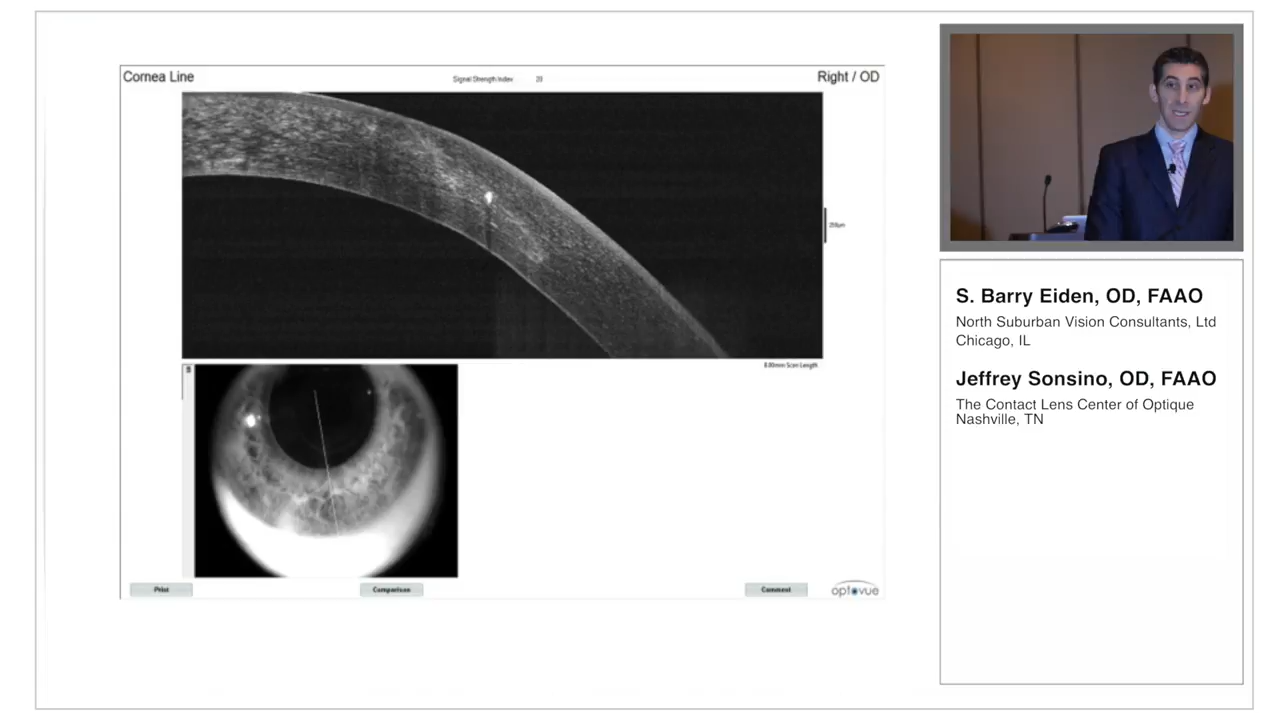 Cornea Line
Signal Strength Index 20
Right / OD
250µm
8.00mm Scan Length
Print
Comparison
Comment
optovue
S. Barry Eiden, OD, FAAO
North Suburban Vision Consultants, Ltd
Chicago, IL
Jeffrey Sonsino, OD, FAAO
The Contact Lens Center of Optique
Nashville, TN